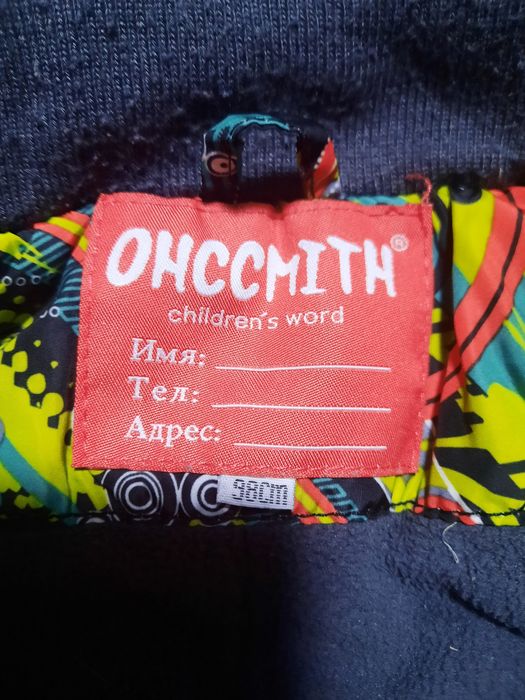 OHCCMITH®
children's word
Имя:
Тел:
Адрес:
98cm